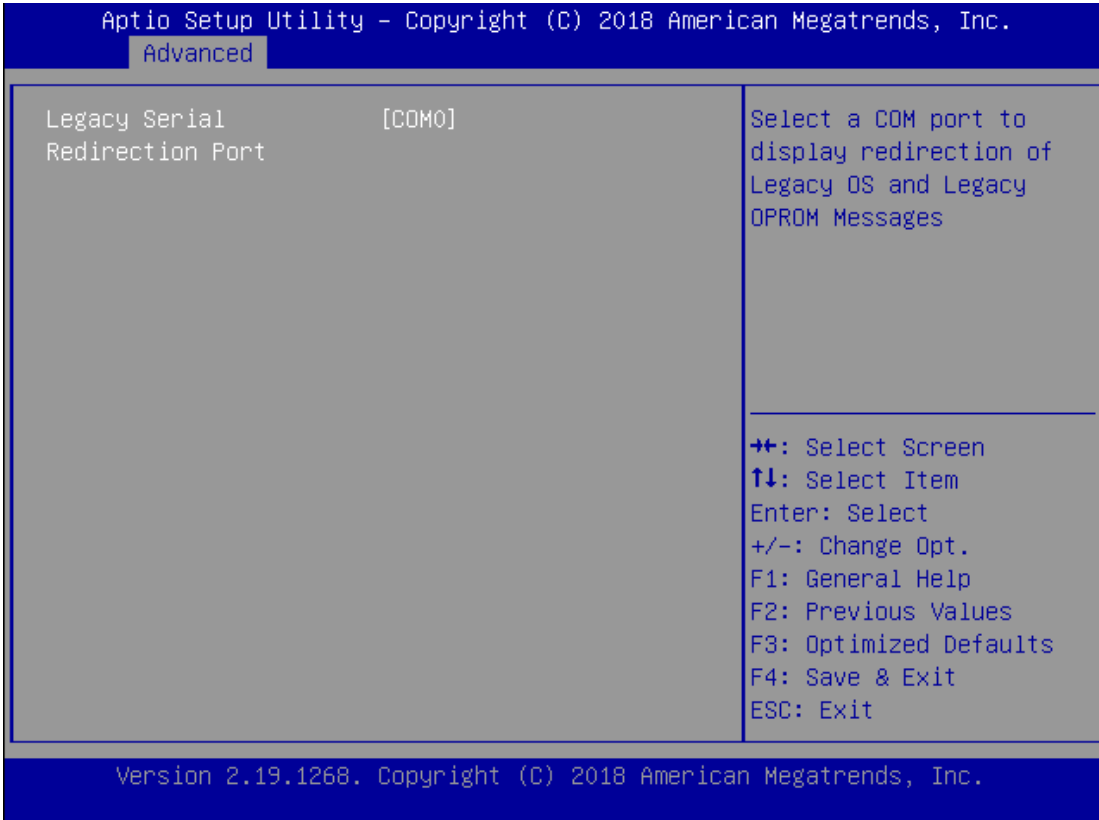 Aptio Setup Utility – Copyright (C) 2018 American Megatrends, Inc.
Advanced
Legacy Serial [COM0]
Redirection Port
Select a COM port to
display redirection of
Legacy OS and Legacy
OPROM Messages
→←: Select Screen
↑↓: Select Item
Enter: Select
+/-: Change Opt.
F1: General Help
F2: Previous Values
F3: Optimized Defaults
F4: Save & Exit
ESC: Exit
Version 2.19.1268. Copyright (C) 2018 American Megatrends, Inc.